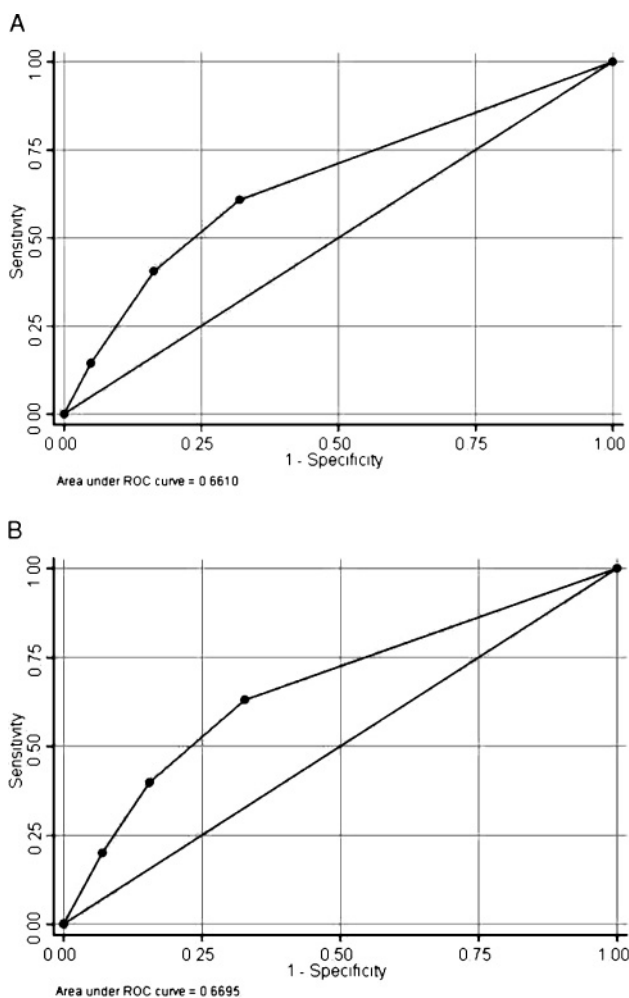 A
1 00
0 75
0 50
0 25
0 00
Sensitivity
0 00 0 25 0 50 0 75 1 00
1 - Specificity
Area under ROC curve = 0 6610
B
1 00
0 75
0 50
0 25
0 00
Sensitivity
0 00 0 25 0 50 0 75 1 00
1 - Specificity
Area under ROC curve = 0 6695